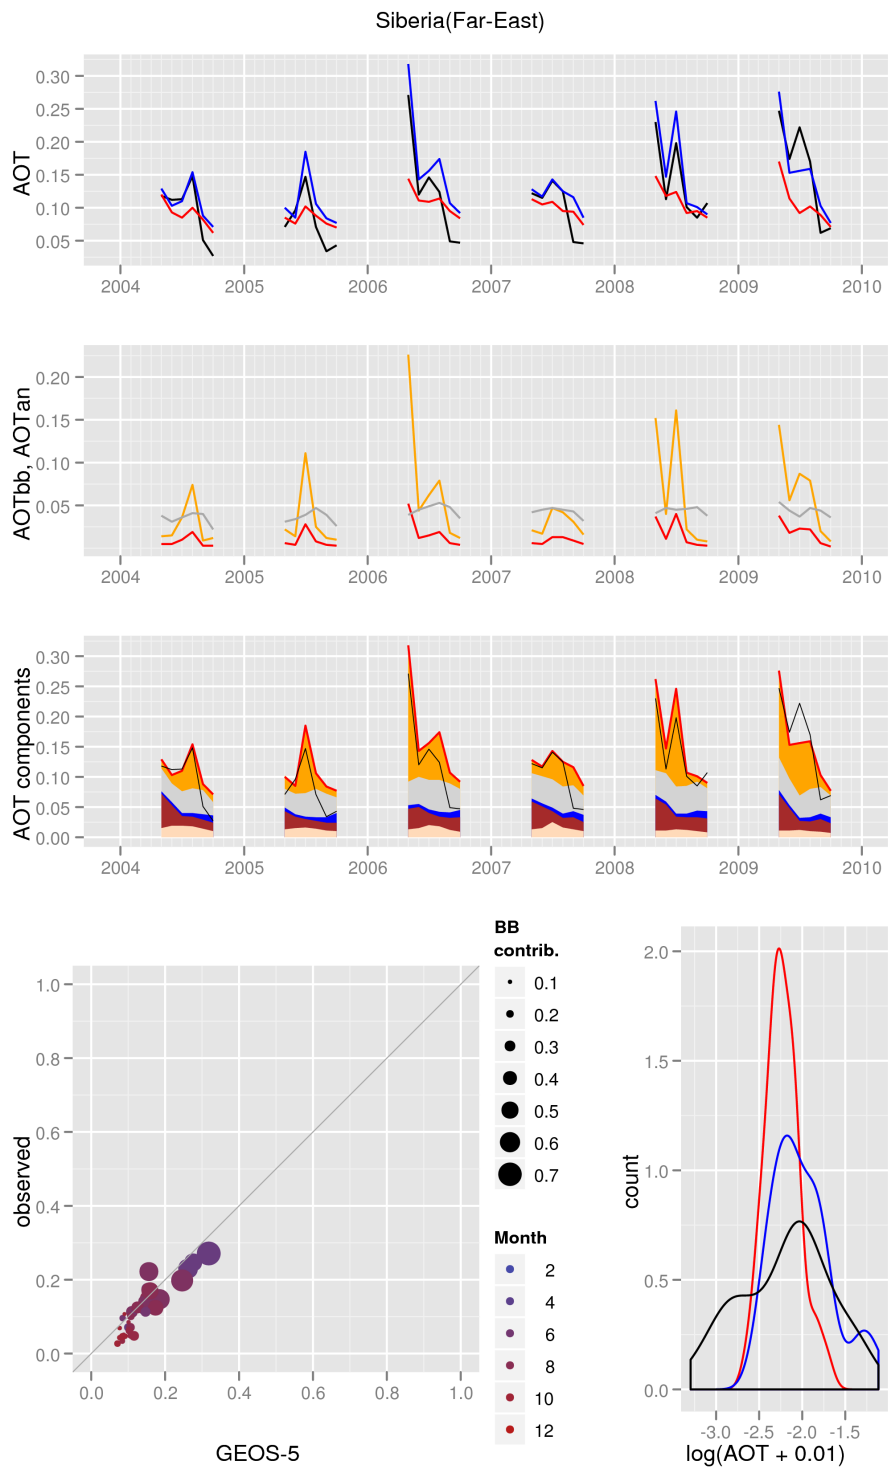 Siberia(Far-East)
AOT
0.30
0.25
0.20
0.15
0.10
0.05
2004 2005 2006 2007 2008 2009 2010
AOTbb, AOTan
0.20
0.15
0.10
0.05
2004 2005 2006 2007 2008 2009 2010
AOT components
0.30
0.25
0.20
0.15
0.10
0.05
0.00
2004 2005 2006 2007 2008 2009 2010
observed
1.0
0.8
0.6
0.4
0.2
0.0
0.0 0.2 0.4 0.6 0.8 1.0
GEOS-5
BB
contrib.
0.1
0.2
0.3
0.4
0.5
0.6
0.7
Month
2
4
6
8
10
12
count
2.0
1.5
1.0
0.5
0.0
-3.0 -2.5 -2.0 -1.5
log(AOT + 0.01)